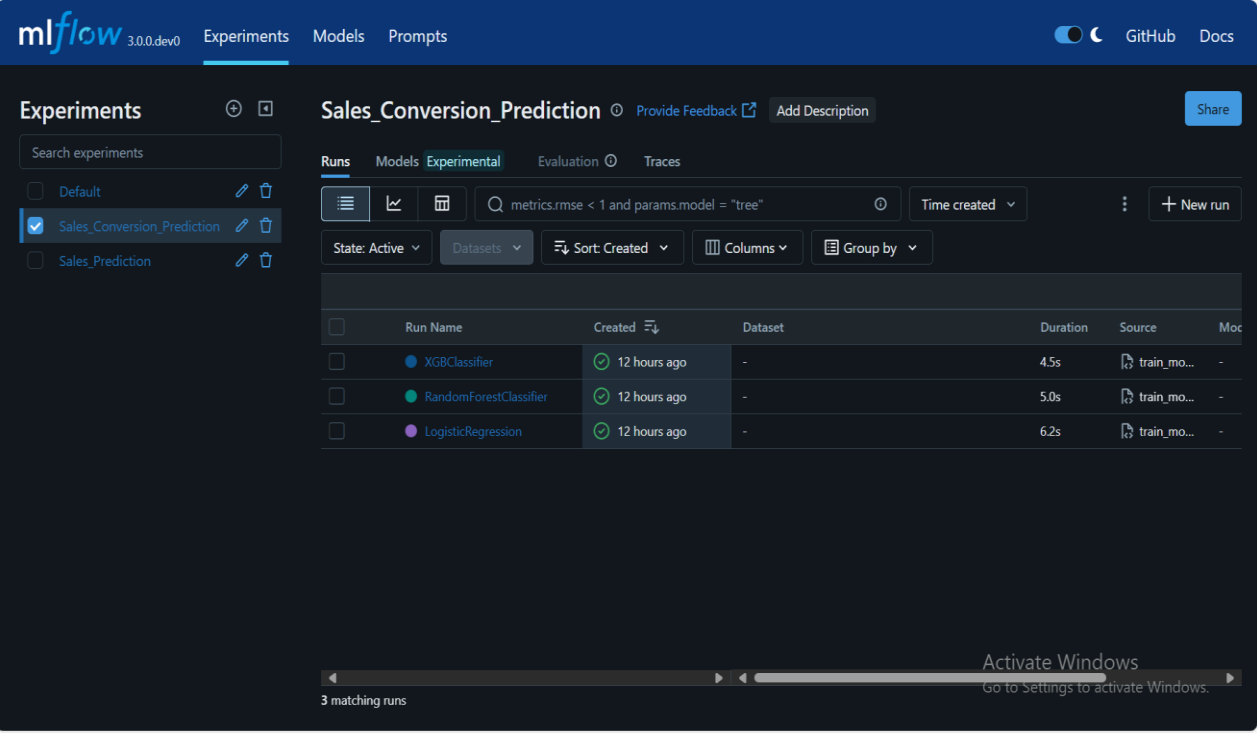 mlflow 3.0.0.dev0 Experiments Models Prompts GitHub Docs
Experiments
Search experiments
Default
Sales_Conversion_Prediction
Sales_Prediction
Sales_Conversion_Prediction Provide Feedback Add Description Share
Runs Models Experimental Evaluation Traces
metrics.rmse < 1 and params.model = "tree" Time created + New run
State: Active Datasets Sort: Created Columns Group by
Run Name Created Dataset Duration Source Moc
XGBClassifier 12 hours ago - 4.5s train_mo... -
RandomForestClassifier 12 hours ago - 5.0s train_mo... -
LogisticRegression 12 hours ago - 6.2s train_mo... -
Activate Windows
Go to Settings to activate Windows.
3 matching runs